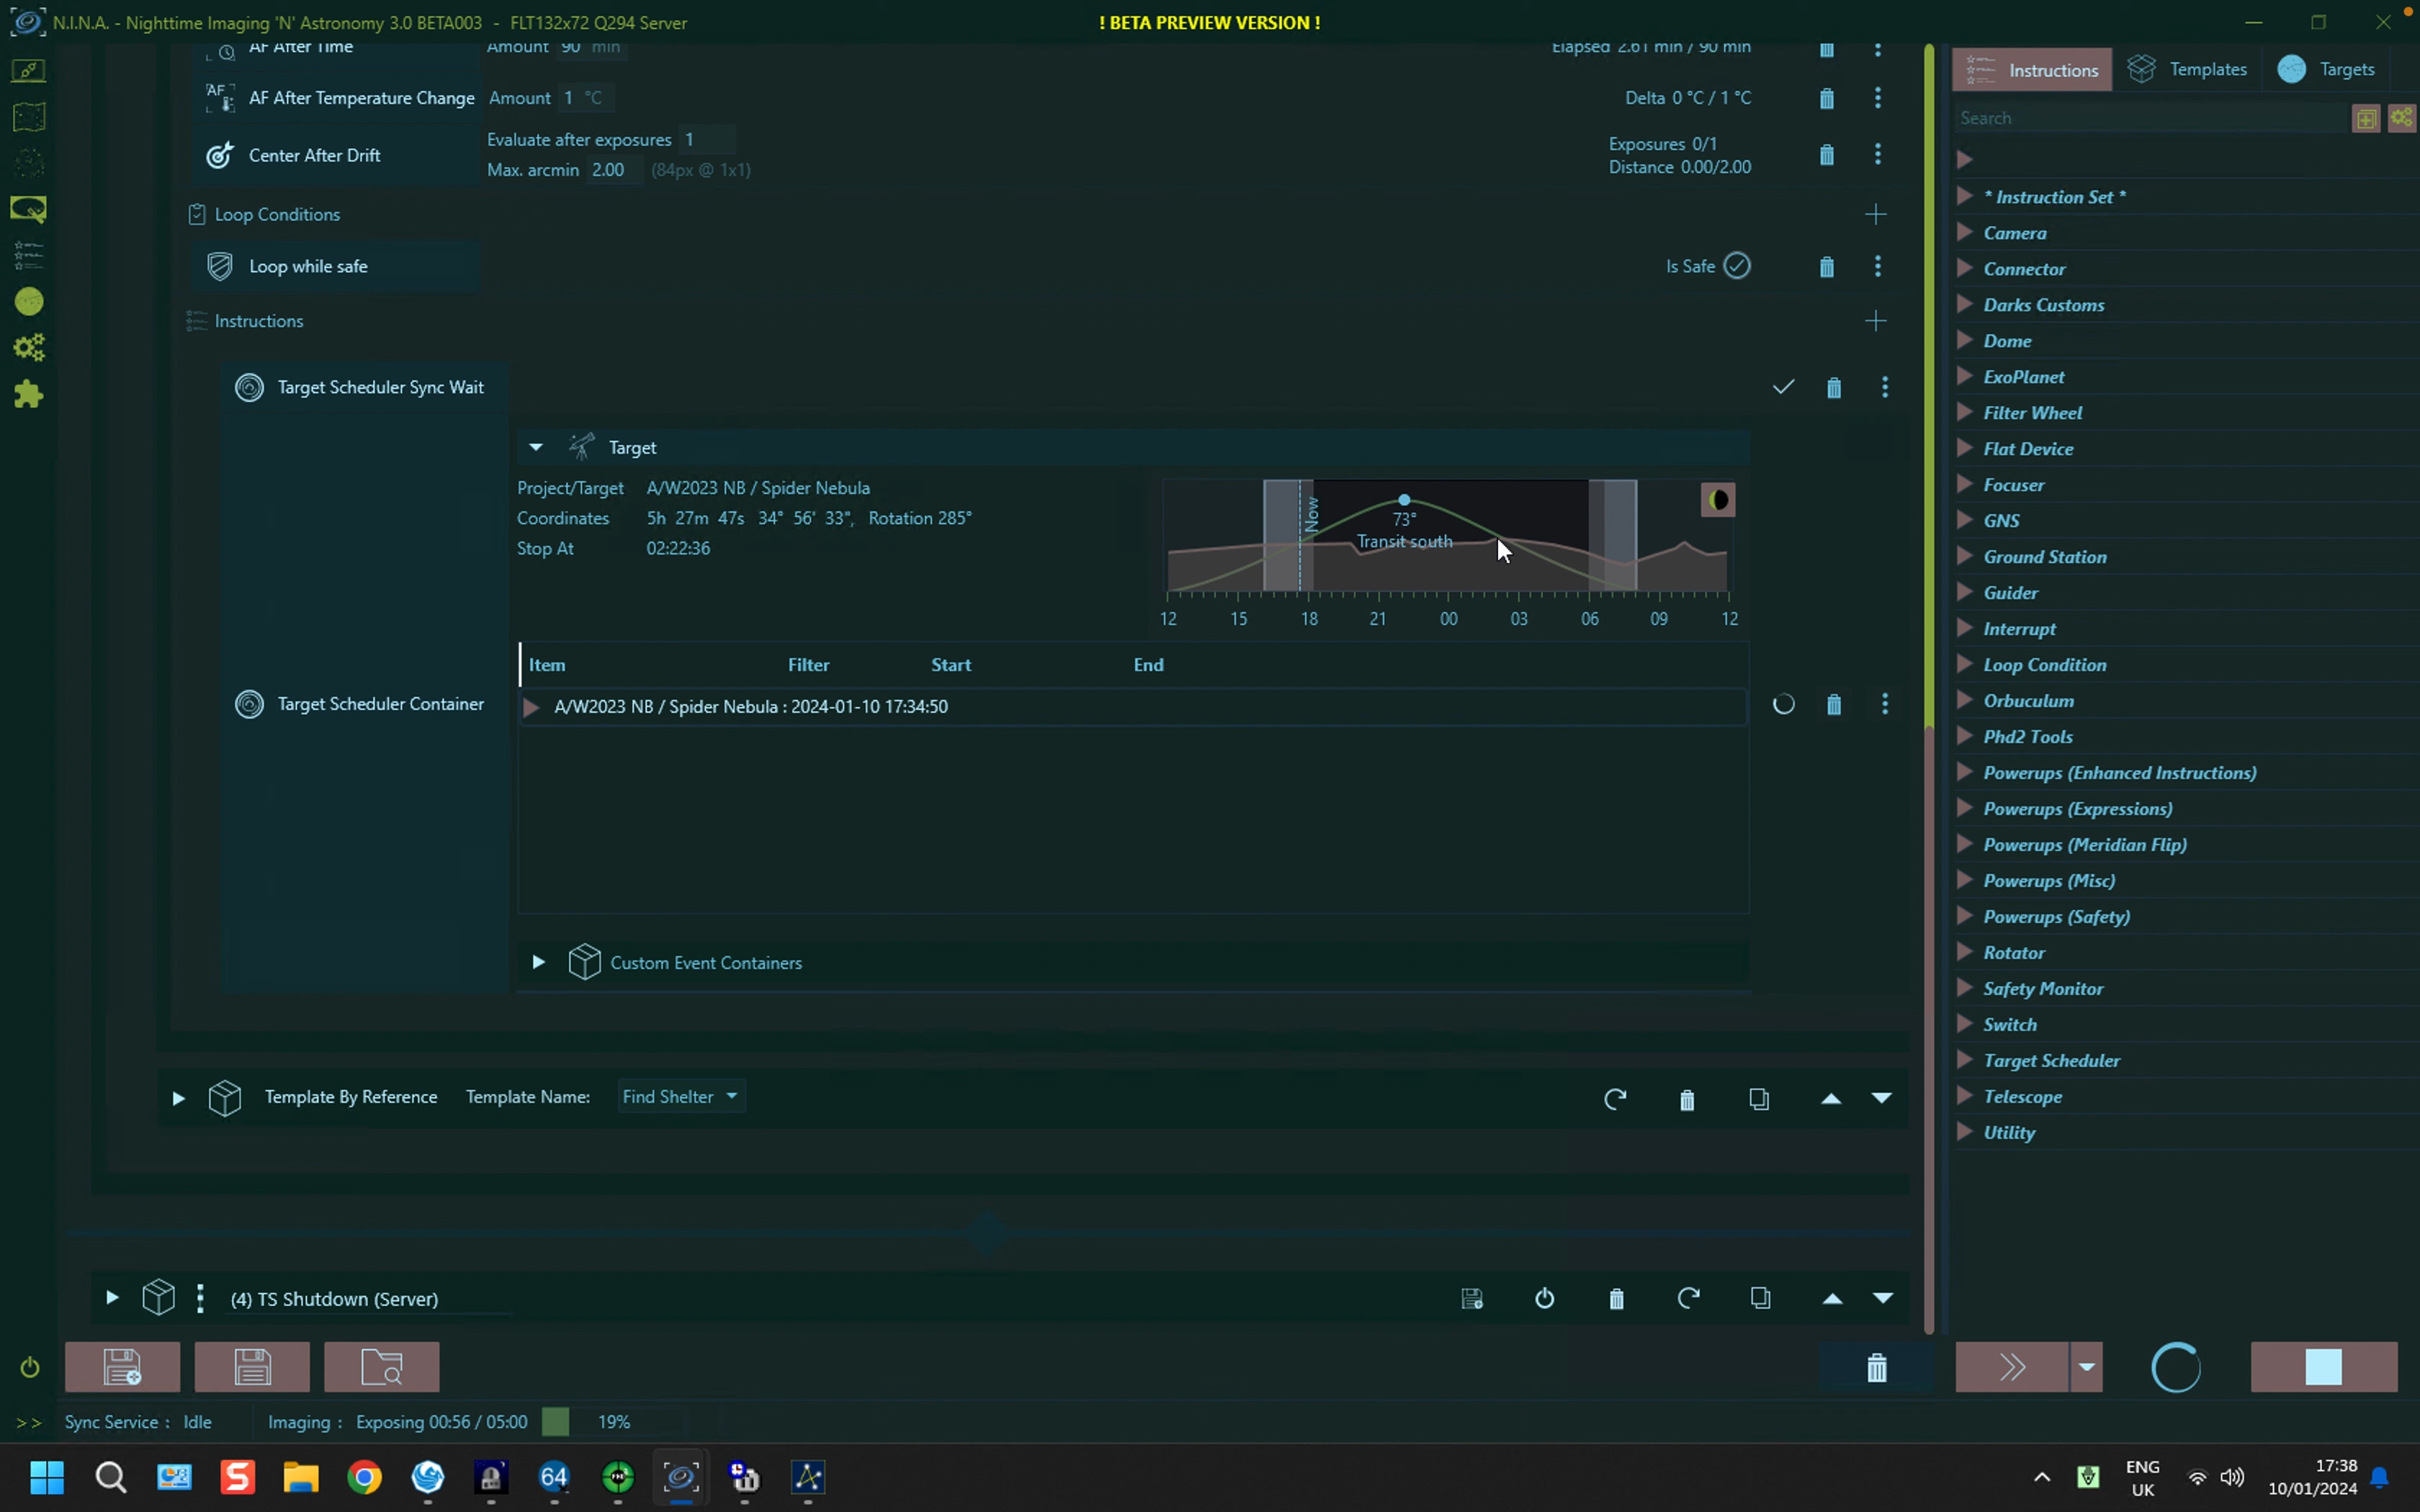 N.I.N.A. - Nighttime Imaging 'N' Astronomy 3.0 BETA003 - FLT132x72 Q294 Server
! BETA PREVIEW VERSION !
AF After Time Amount 90 min Elapsed 2.61 min / 90 min
AF After Temperature Change Amount 1 °C Delta 0 °C / 1 °C
Center After Drift
Evaluate after exposures 1
Max. arcmin 2.00 (84px @ 1x1)
Exposures 0/1
Distance 0.00/2.00
Loop Conditions
Loop while safe Is Safe
Instructions
Target Scheduler Sync Wait
Target
Project/Target A/W2023 NB / Spider Nebula
Coordinates 5h 27m 47s 34° 56' 33", Rotation 285°
Stop At 02:22:36
Now
73°
Transit south
12 15 18 21 00 03 06 09 12
Item Filter Start End
Target Scheduler Container
A/W2023 NB / Spider Nebula : 2024-01-10 17:34:50
Custom Event Containers
Template By Reference Template Name: Find Shelter
(4) TS Shutdown (Server)
Instructions Templates Targets
Search
* Instruction Set *
Camera
Connector
Darks Customs
Dome
ExoPlanet
Filter Wheel
Flat Device
Focuser
GNS
Ground Station
Guider
Interrupt
Loop Condition
Orbuculum
Phd2 Tools
Powerups (Enhanced Instructions)
Powerups (Expressions)
Powerups (Meridian Flip)
Powerups (Misc)
Powerups (Safety)
Rotator
Safety Monitor
Switch
Target Scheduler
Telescope
Utility
>> Sync Service : Idle Imaging : Exposing 00:56 / 05:00 19%
S
64
ENG
UK
17:38
10/01/2024